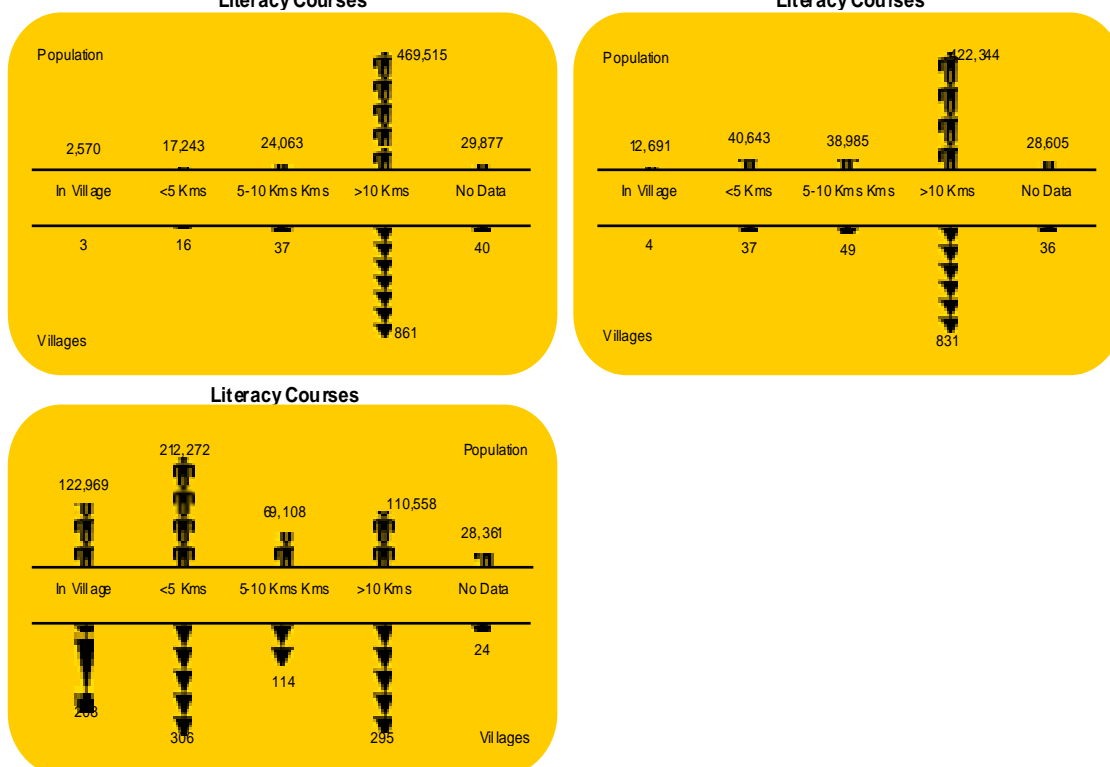 Literacy Courses
Population
469,515
2,570
17,243
24,063
29,877
In Village
<5 Kms
5-10 Kms Kms
>10 Kms
No Data
3
16
37
40
861
Villages
Literacy Courses
Population
422,344
12,691
40,643
38,985
28,605
In Village
<5 Kms
5-10 Kms Kms
>10 Kms
No Data
4
37
49
36
831
Villages
Literacy Courses
212,272
Population
122,969
69,108
110,558
28,361
In Village
<5 Kms
5-10 Kms Kms
>10 Kms
No Data
24
114
208
306
295
Villages